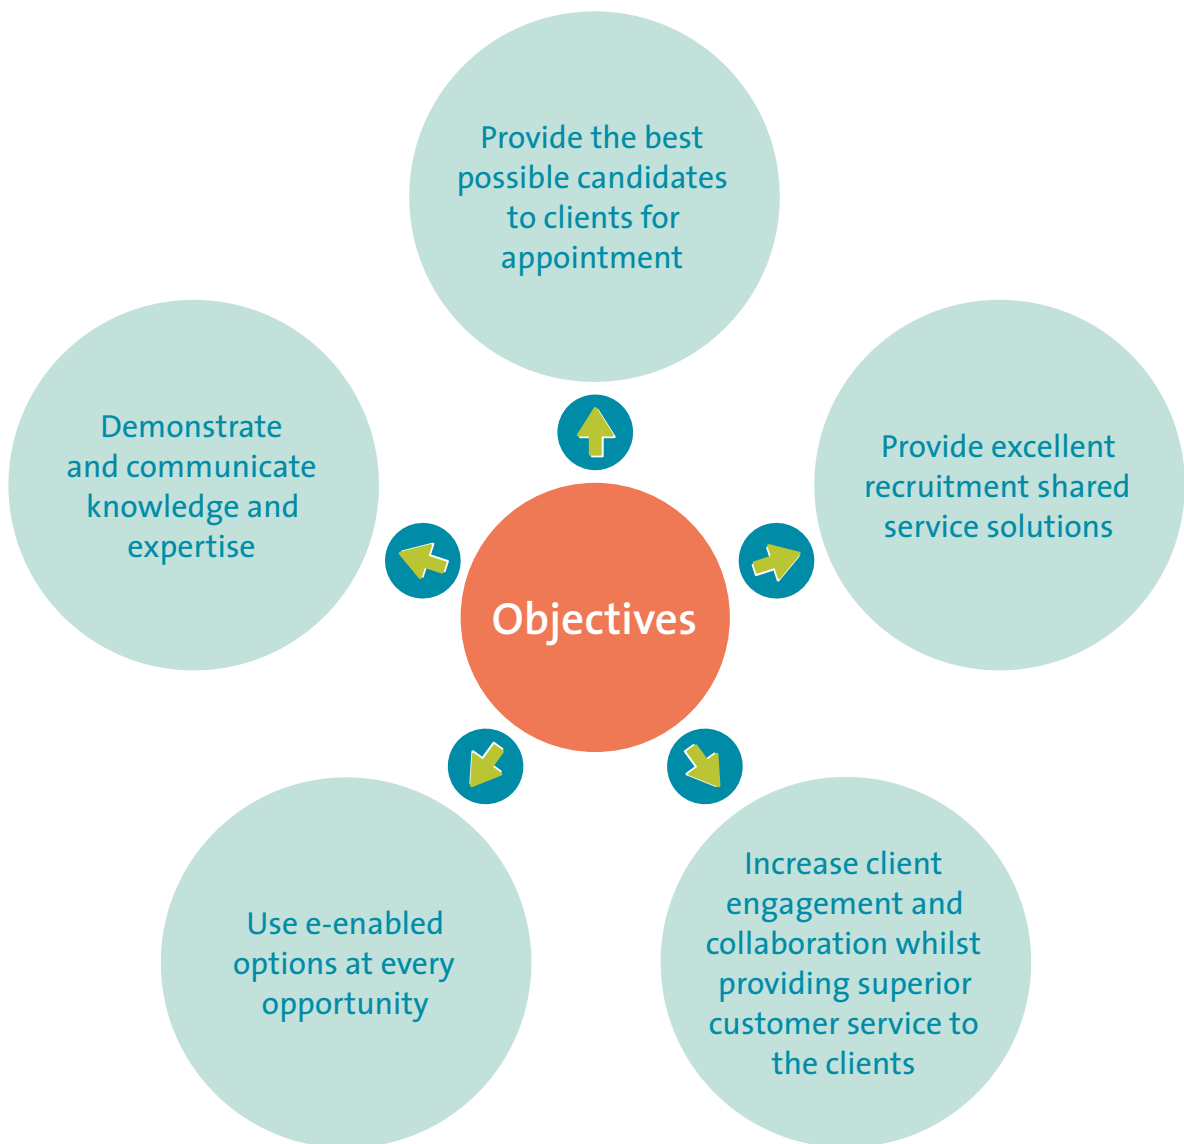 Provide the best
possible candidates
to clients for
appointment
Demonstrate
and communicate
knowledge and
expertise
Provide excellent
recruitment shared
service solutions
Objectives
Use e-enabled
options at every
opportunity
Increase client
engagement and
collaboration whilst
providing superior
customer service to
the clients